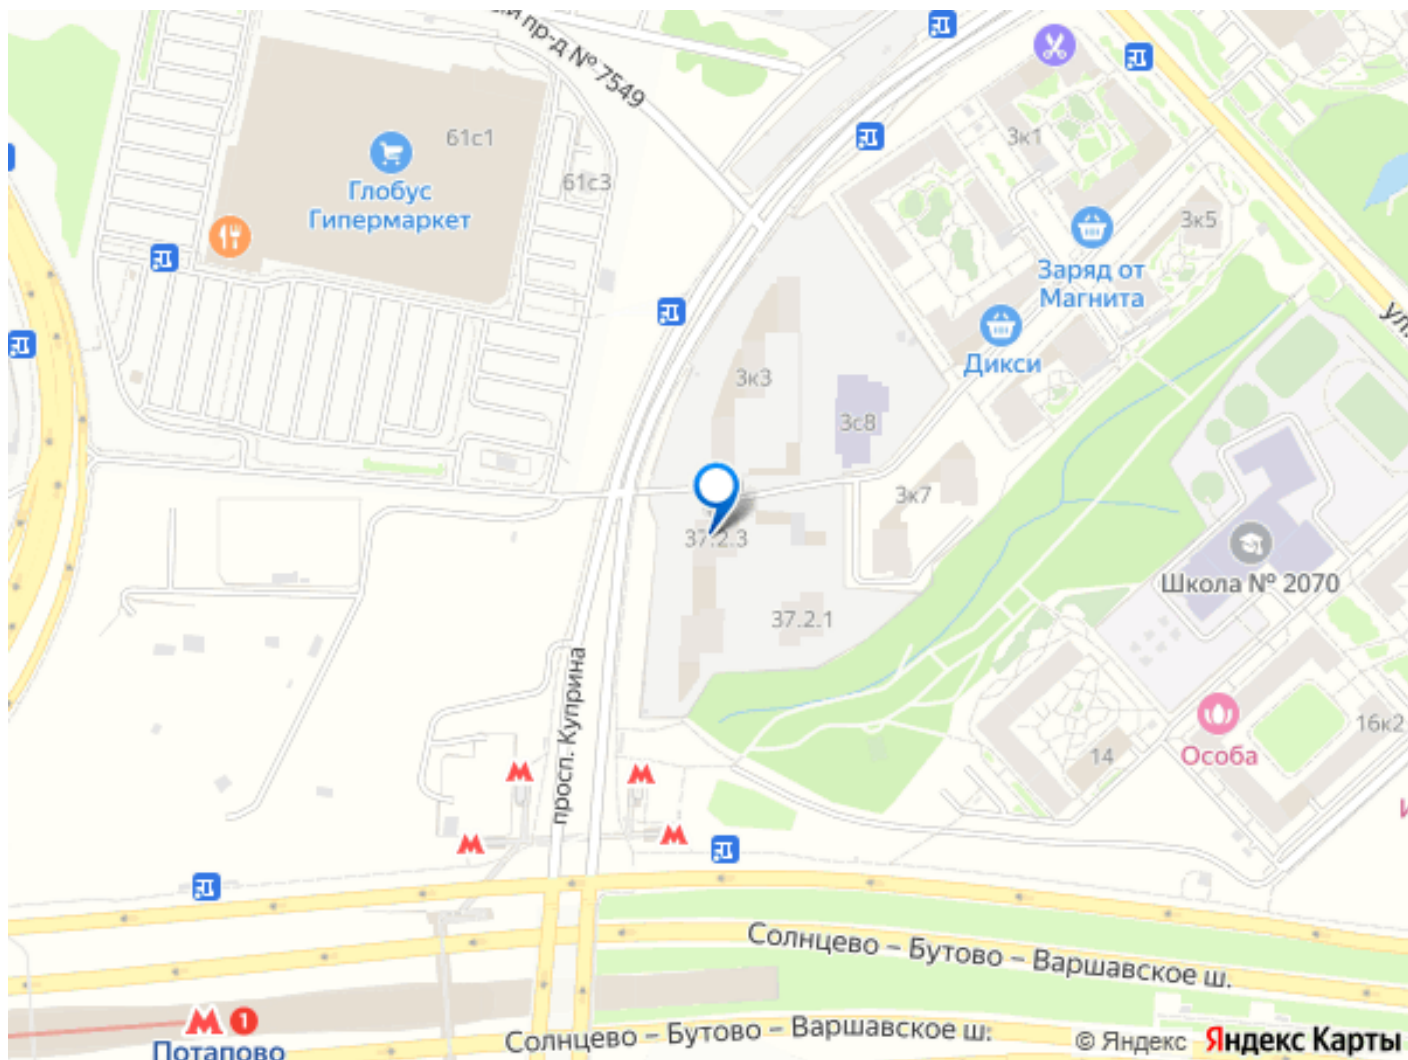 пр-д № 7549
61с1
Глобус
Гипермаркет
61с3
3к1
3к5
Заряд от
Магнита
Дикси
ул.
3к3
3с8
3к7
37.2.3
37.2.1
Школа № 2070
просп. Куприна
Особа
16к2
14
Солнцево – Бутово – Варшавское ш.
Солнцево – Бутово – Варшавское ш.
1
Потапово
© Яндекс Яндекс Карты